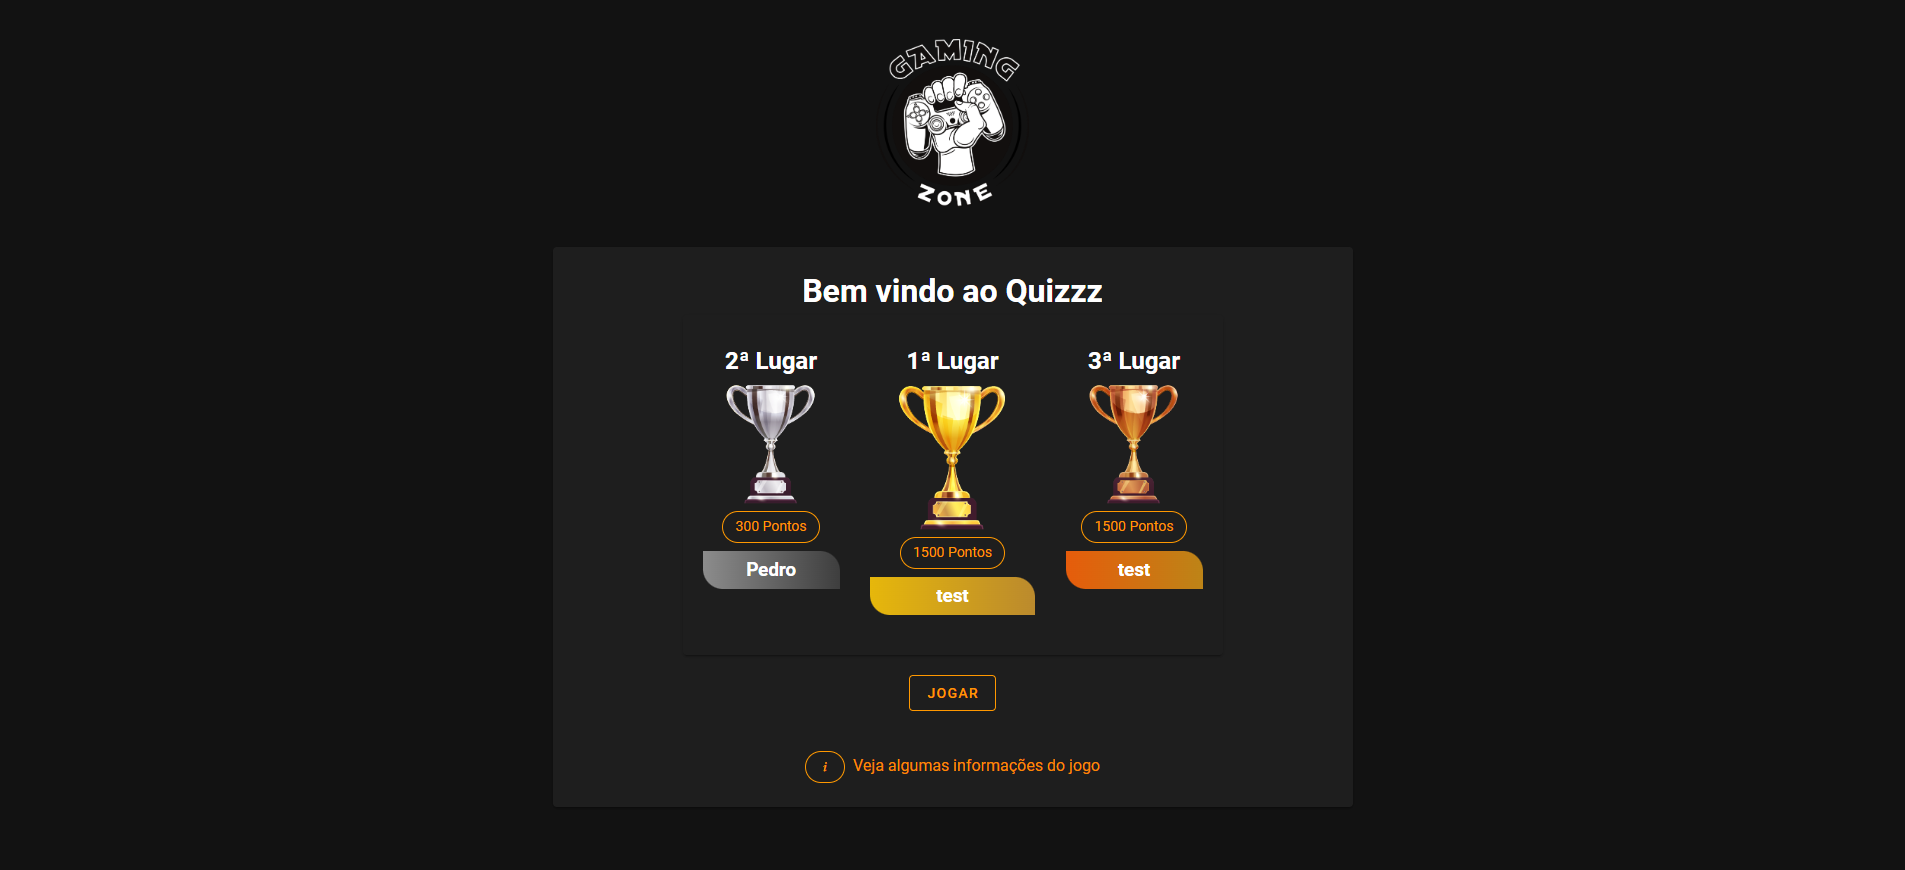 GAMING
ZONE
Bem vindo ao Quizzz
2ª Lugar
300 Pontos
Pedro
1ª Lugar
1500 Pontos
test
3ª Lugar
1500 Pontos
test
JOGAR
i Veja algumas informações do jogo